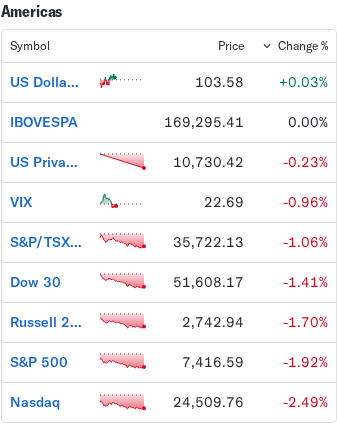 Americas
Symbol Price Change %
US Dolla... 103.58 +0.03%
IBOVESPA 169,295.41 0.00%
US Priva... 10,730.42 -0.23%
VIX 22.69 -0.96%
S&P/TSX... 35,722.13 -1.06%
Dow 30 51,608.17 -1.41%
Russell 2... 2,742.94 -1.70%
S&P 500 7,416.59 -1.92%
Nasdaq 24,509.76 -2.49%